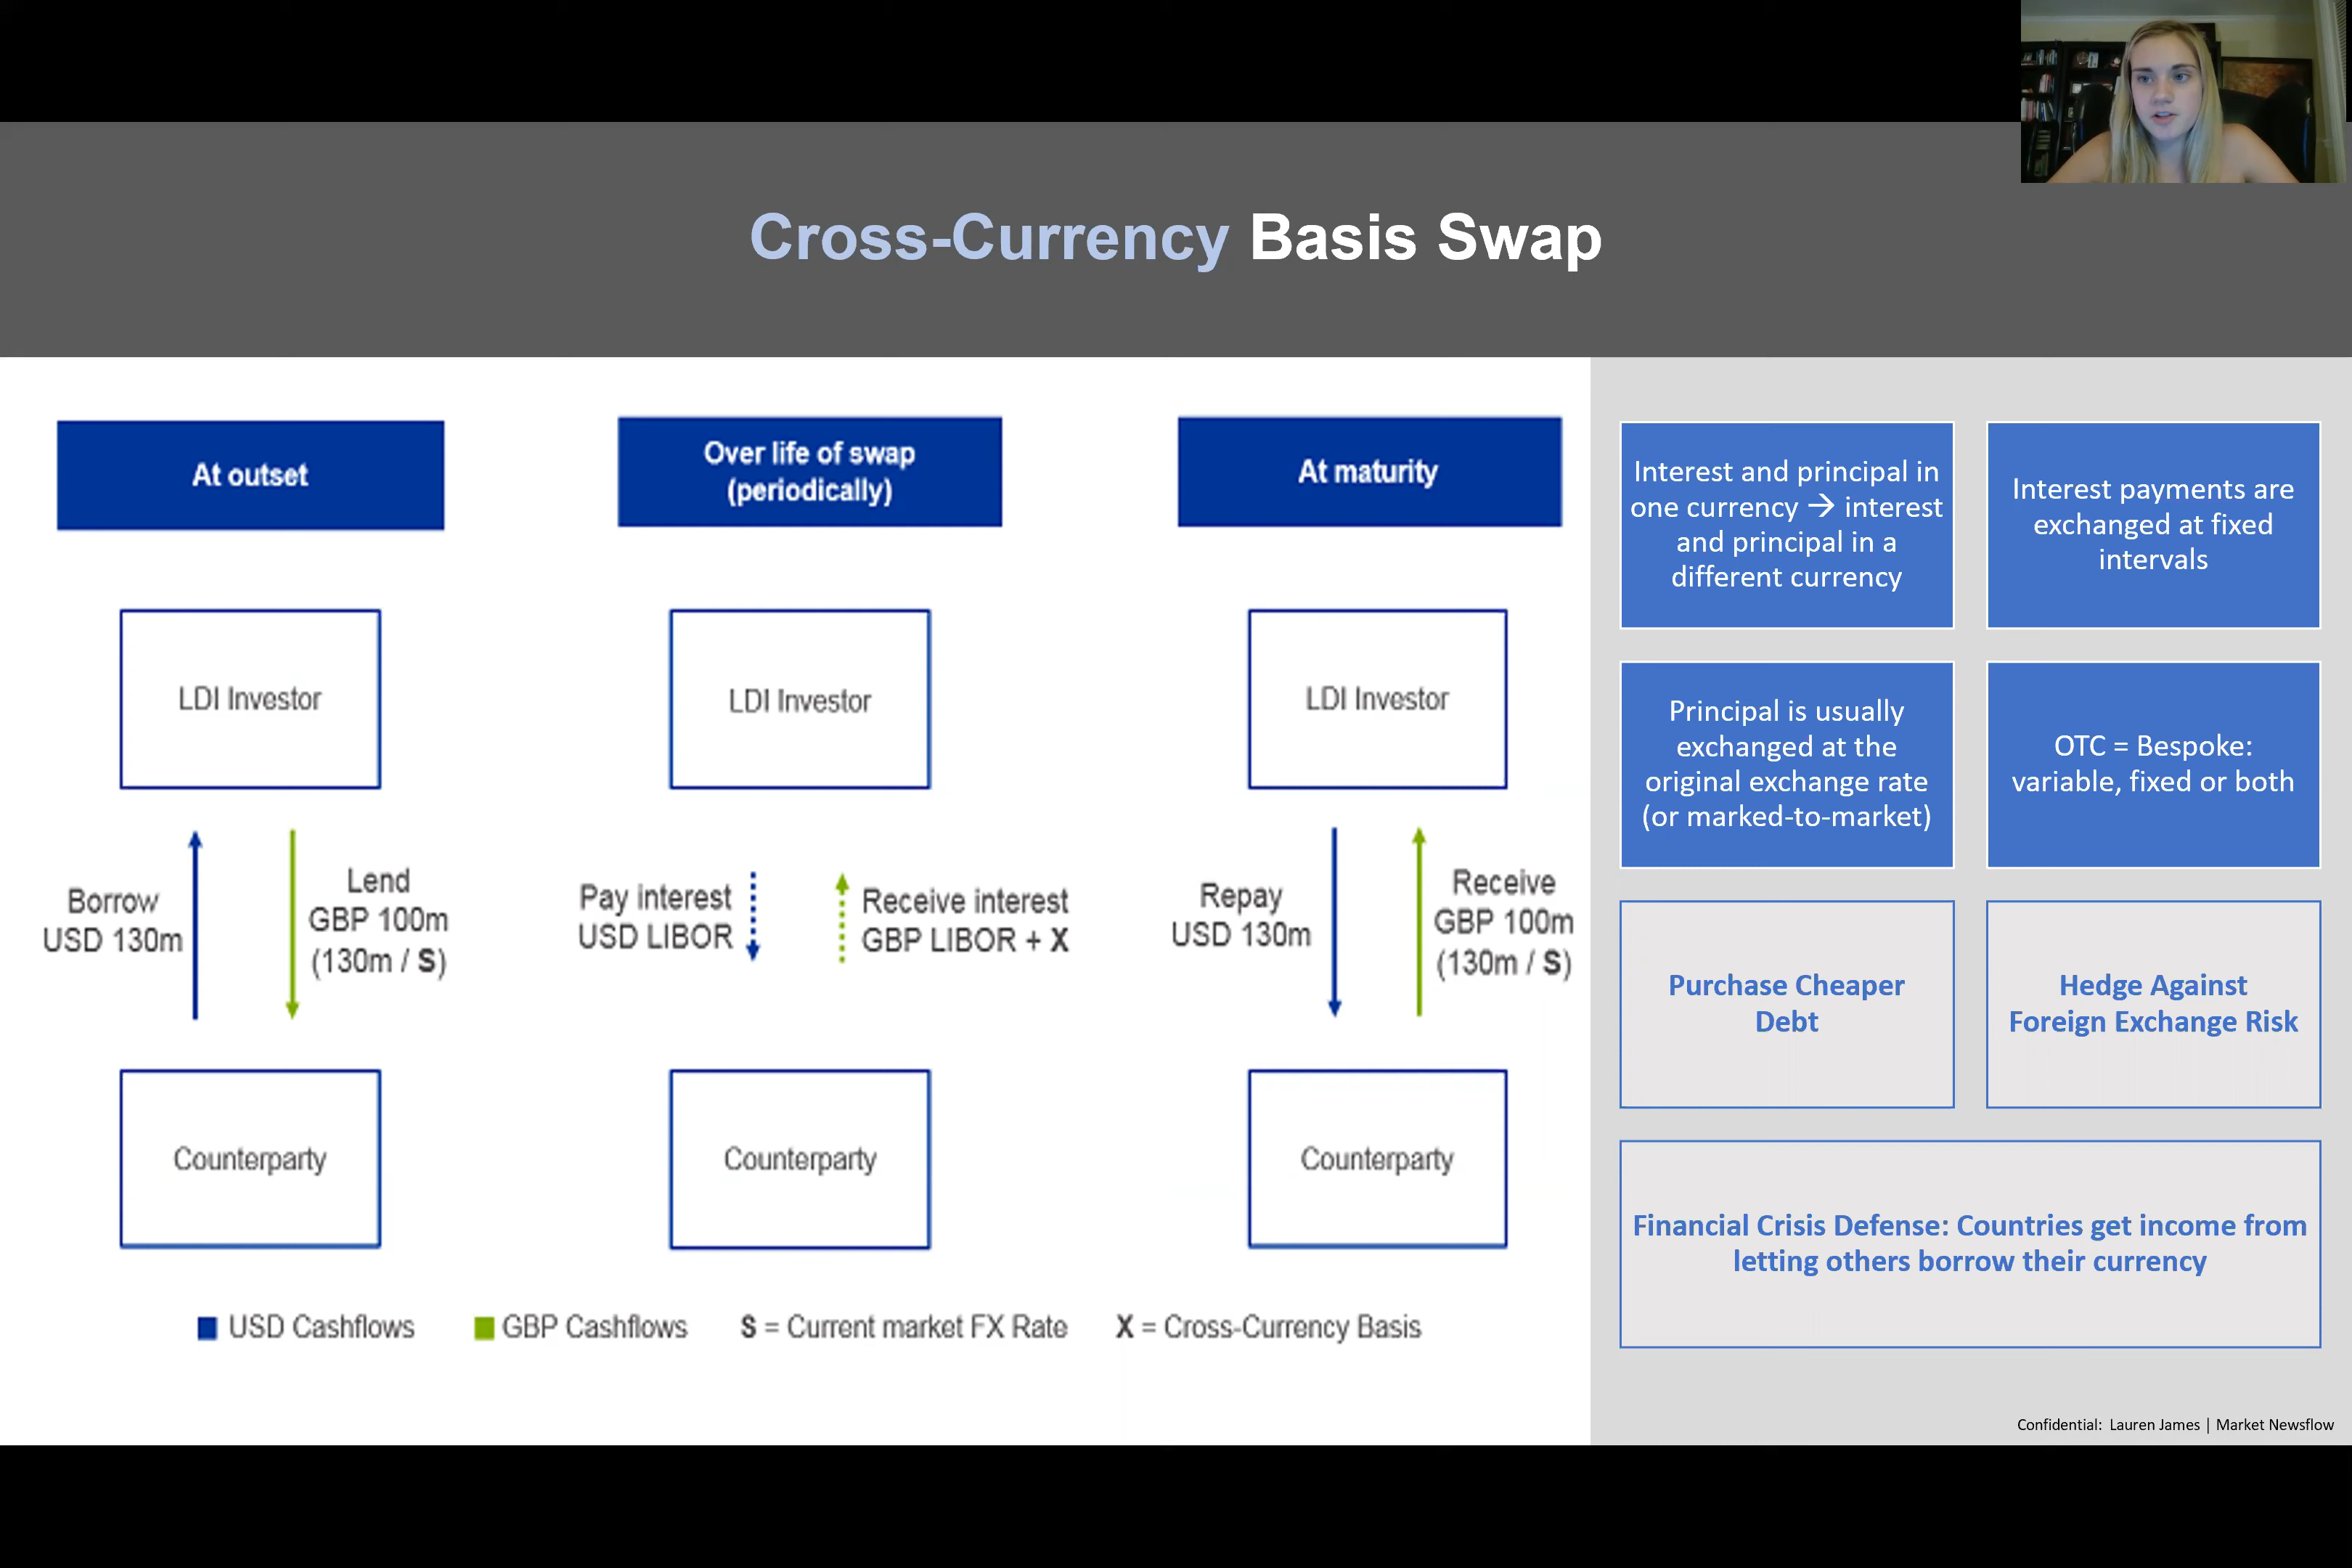 Cross-Currency Basis Swap
At outset
LDI Investor
Borrow
USD 130m
Lend
GBP 100m
(130m / S)
Counterparty
Over life of swap
(periodically)
LDI Investor
Pay interest
USD LIBOR
Receive interest
GBP LIBOR + X
Counterparty
At maturity
LDI Investor
Repay
USD 130m
Receive
GBP 100m
(130m / S)
Counterparty
USD Cashflows
GBP Cashflows
S = Current market FX Rate
X = Cross-Currency Basis
Interest and principal in
one currency → interest
and principal in a
different currency
Interest payments are
exchanged at fixed
intervals
Principal is usually
exchanged at the
original exchange rate
(or marked-to-market)
OTC = Bespoke:
variable, fixed or both
Purchase Cheaper
Debt
Hedge Against
Foreign Exchange Risk
Financial Crisis Defense: Countries get income from
letting others borrow their currency
Confidential: Lauren James | Market Newsflow